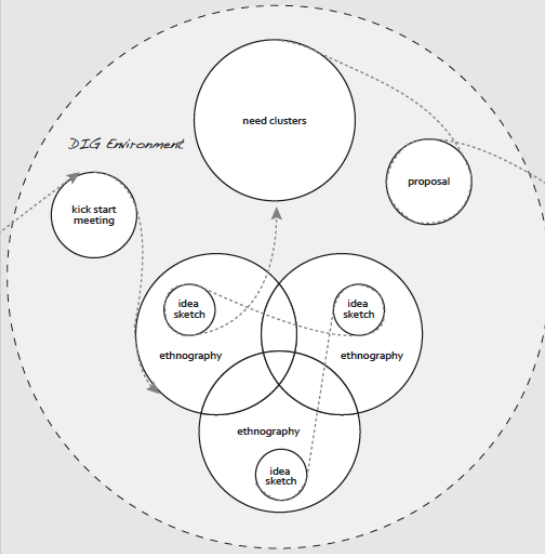 need clusters
DIG Environment
proposal
kick start
meeting
idea
sketch
idea
sketch
ethnography
ethnography
ethnography
idea
sketch